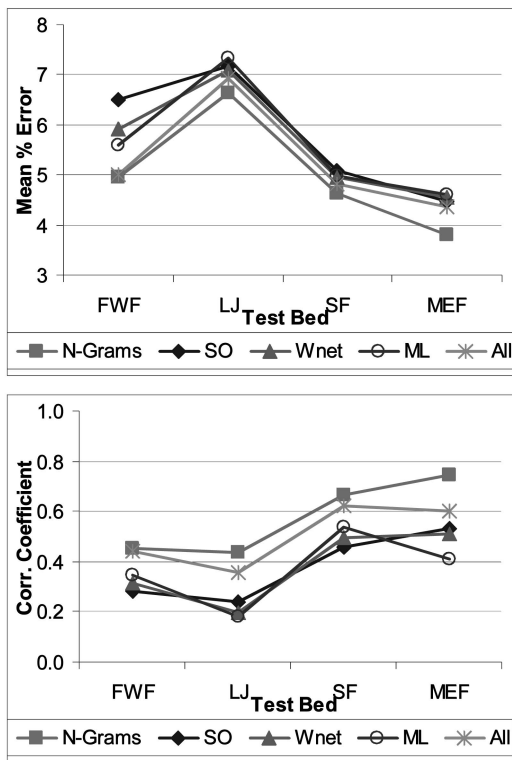 8
7
6
5
4
3
Mean % Error
FWF LJ SF MEF
Test Bed
N-Grams SO Wnet ML All
1.0
0.8
0.6
0.4
0.2
0.0
Corr. Coefficient
FWF LJ SF MEF
Test Bed
N-Grams SO Wnet ML All